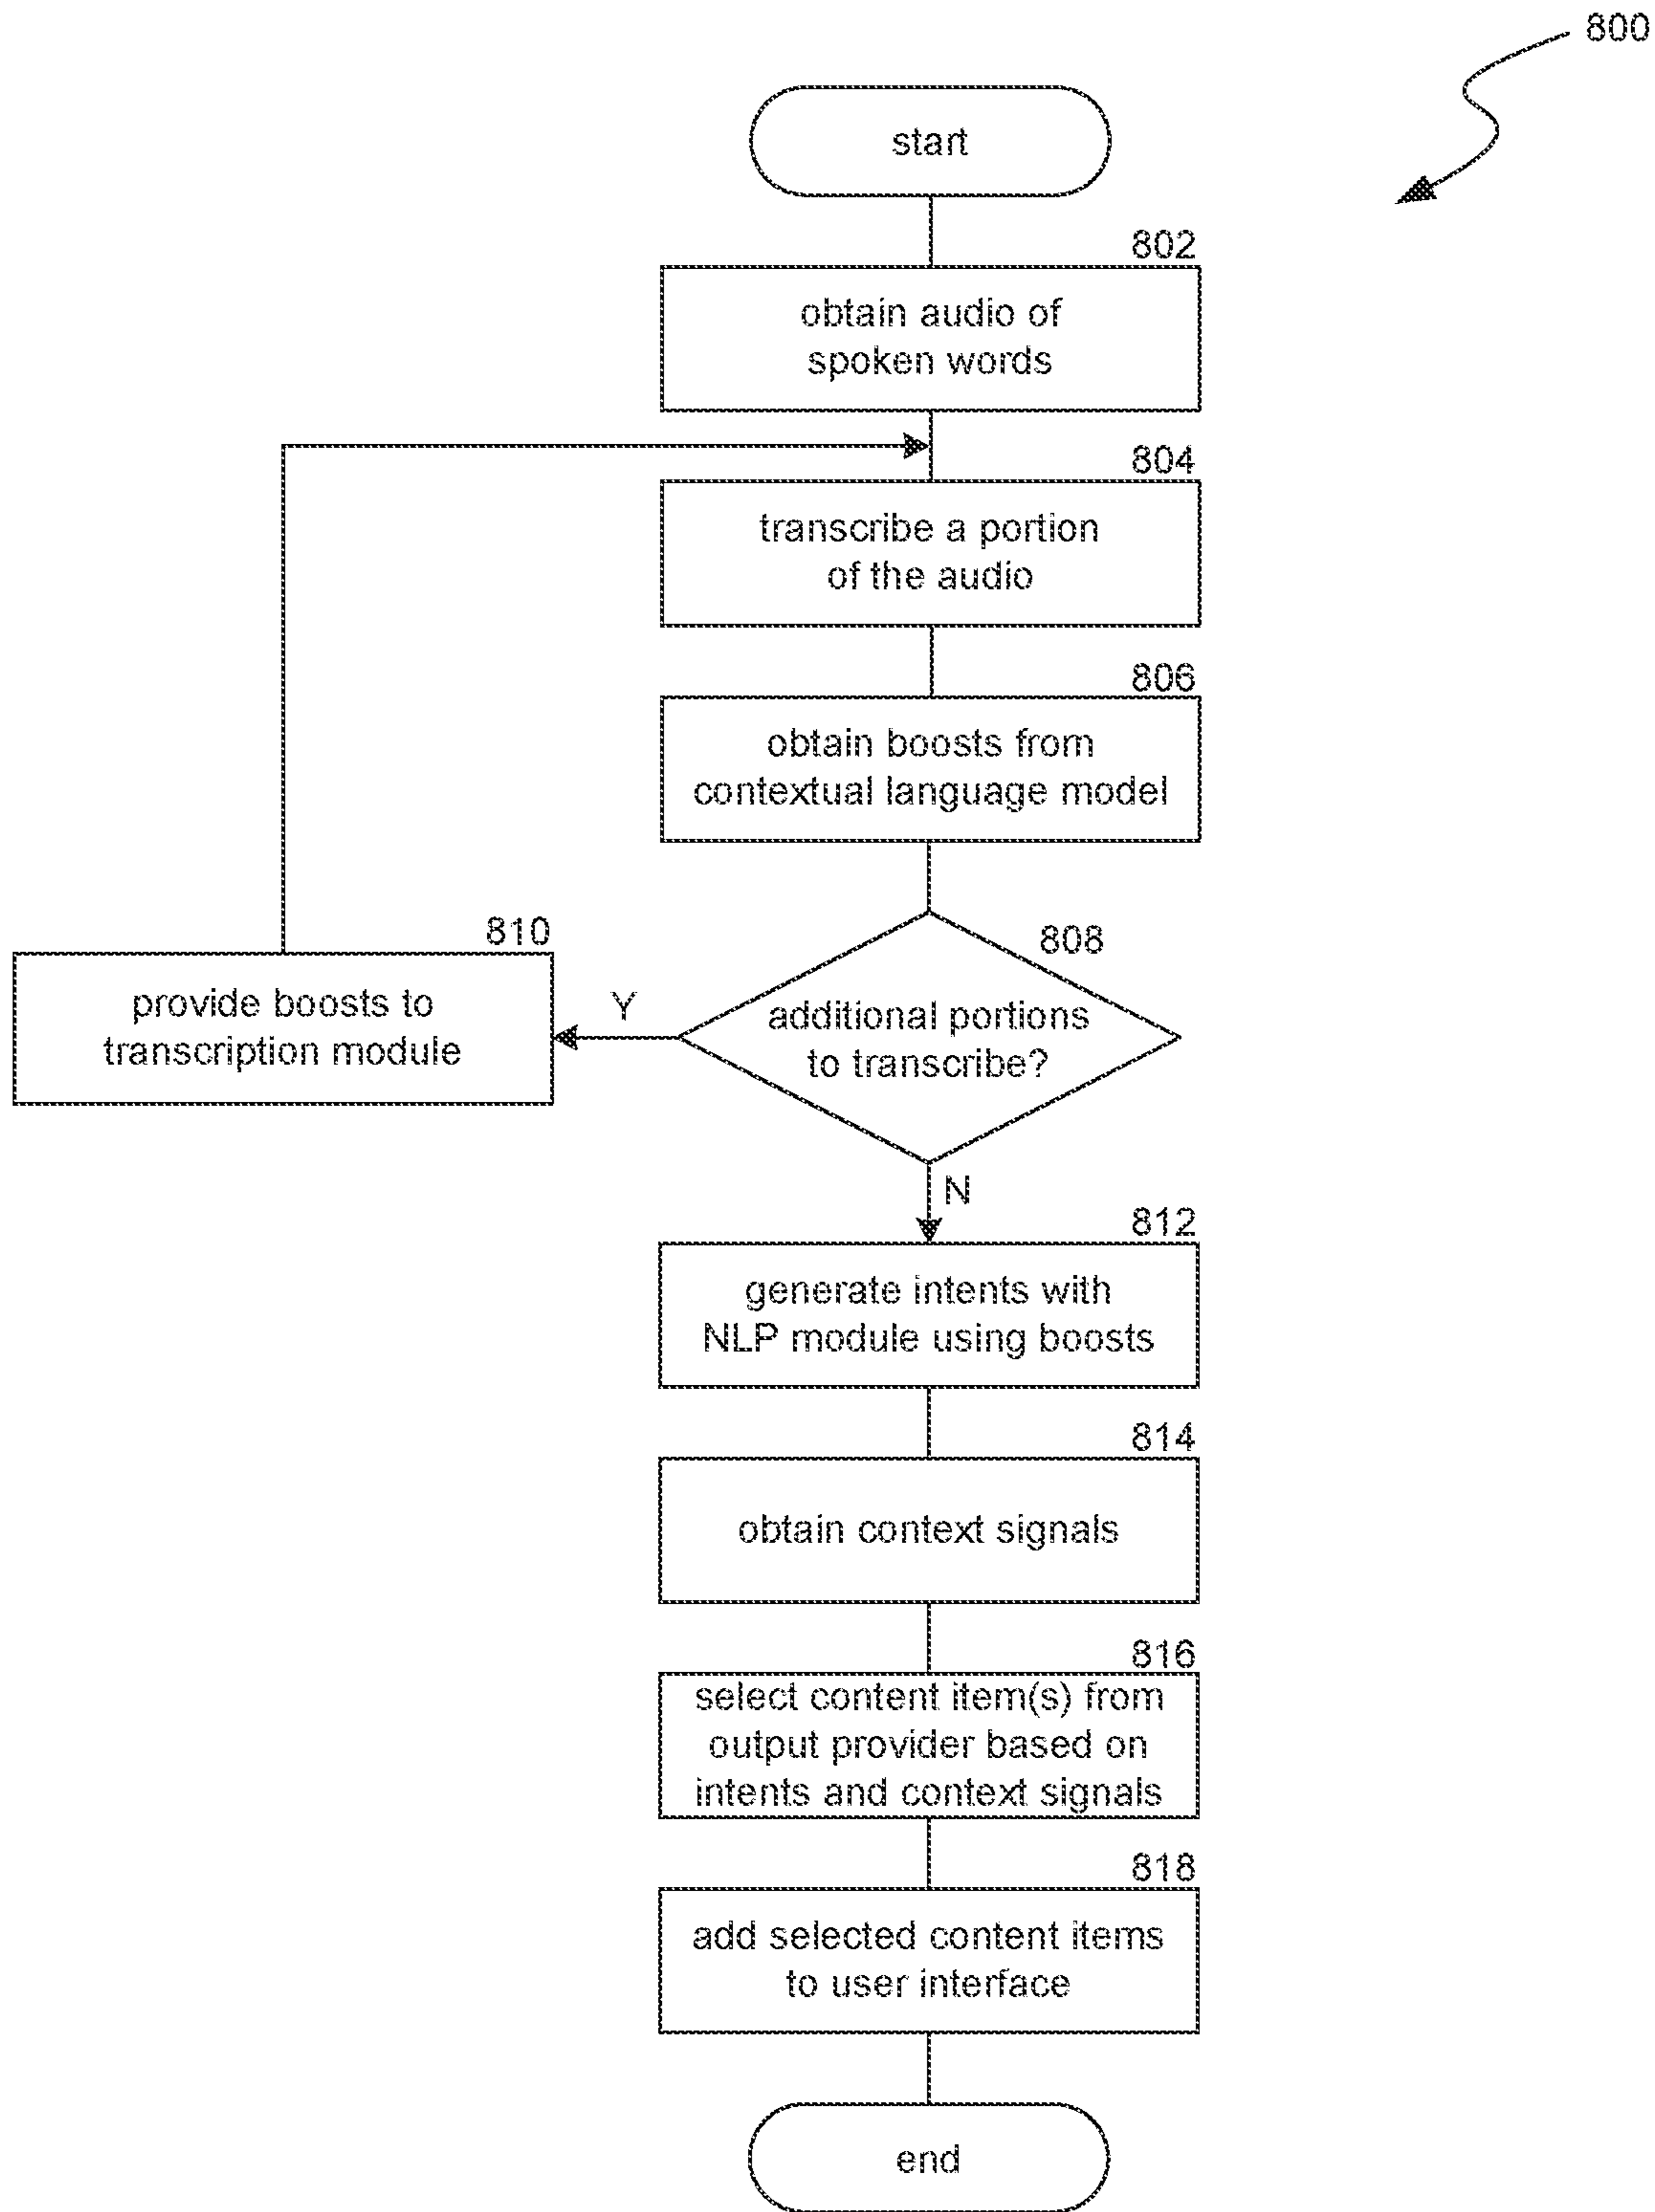 800
start
802
obtain audio of
spoken words
804
transcribe a portion
of the audio
806
obtain boosts from
contextual language model
808
additional portions
to transcribe?
Y
810
provide boosts to
transcription module
N
812
generate intents with
NLP module using boosts
814
obtain context signals
816
select content item(s) from
output provider based on
intents and context signals
818
add selected content items
to user interface
end